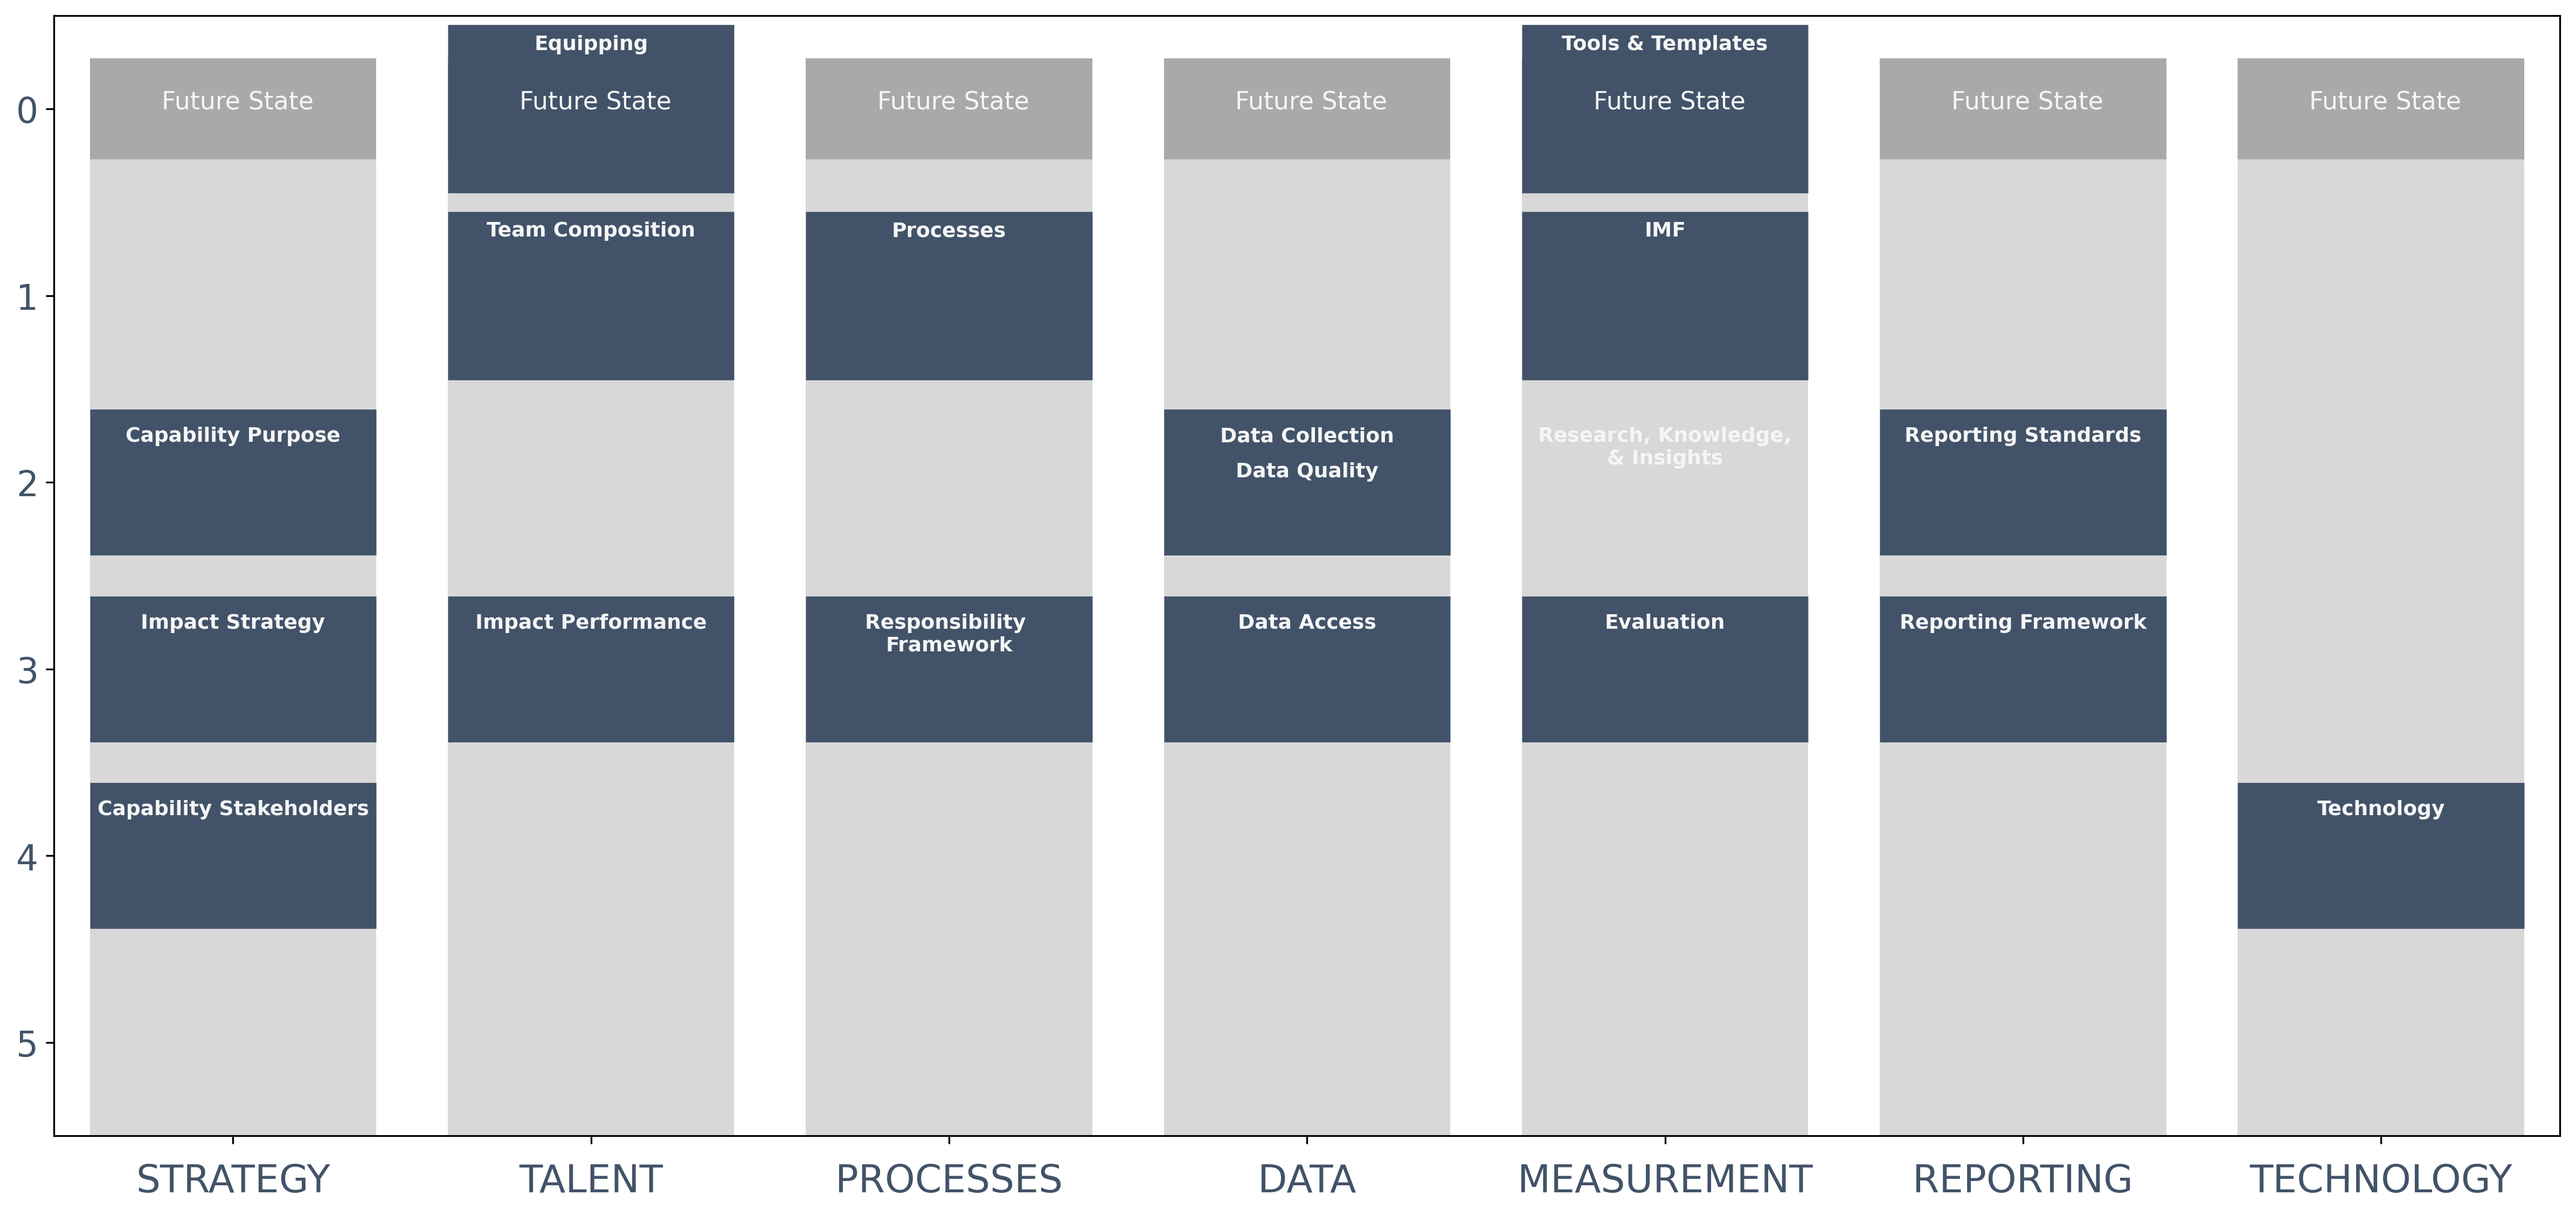 Equipping
Tools & Templates
0
Future State
Future State
Future State
Future State
Future State
Future State
Future State
Team Composition
Processes
IMF
1
Capability Purpose
Data Collection
Research, Knowledge,
& Insights
Reporting Standards
Data Quality
2
Impact Strategy
Impact Performance
Responsibility
Framework
Data Access
Evaluation
Reporting Framework
3
Capability Stakeholders
Technology
4
5
STRATEGY
TALENT
PROCESSES
DATA
MEASUREMENT
REPORTING
TECHNOLOGY